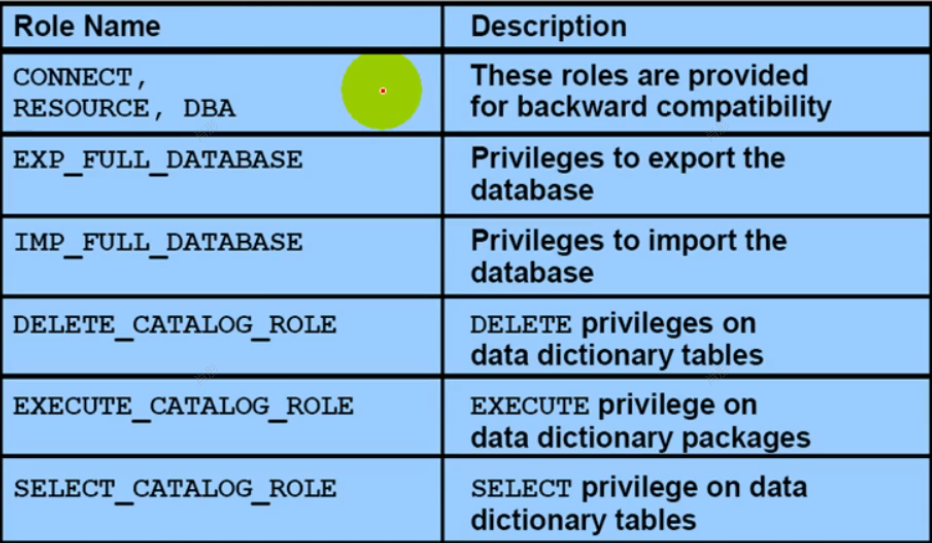 Role Name
Description
CONNECT,
RESOURCE, DBA
These roles are provided
for backward compatibility
EXP_FULL_DATABASE
Privileges to export the
database
IMP_FULL_DATABASE
Privileges to import the
database
DELETE_CATALOG_ROLE
DELETE privileges on
data dictionary tables
EXECUTE_CATALOG_ROLE
EXECUTE privilege on
data dictionary packages
SELECT_CATALOG_ROLE
SELECT privilege on data
dictionary tables